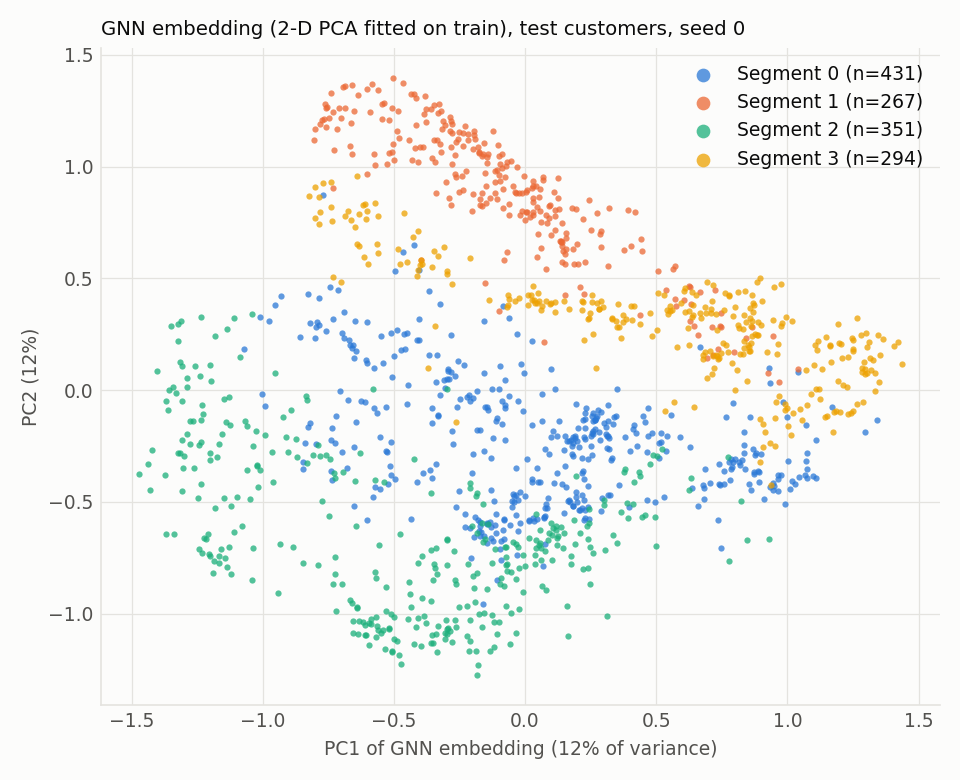 GNN embedding (2-D PCA fitted on train), test customers, seed 0
Segment 0 (n=431)
Segment 1 (n=267)
Segment 2 (n=351)
Segment 3 (n=294)
1.5
1.0
0.5
0.0
−0.5
−1.0
PC2 (12%)
−1.5
−1.0
−0.5
0.0
0.5
1.0
1.5
PC1 of GNN embedding (12% of variance)